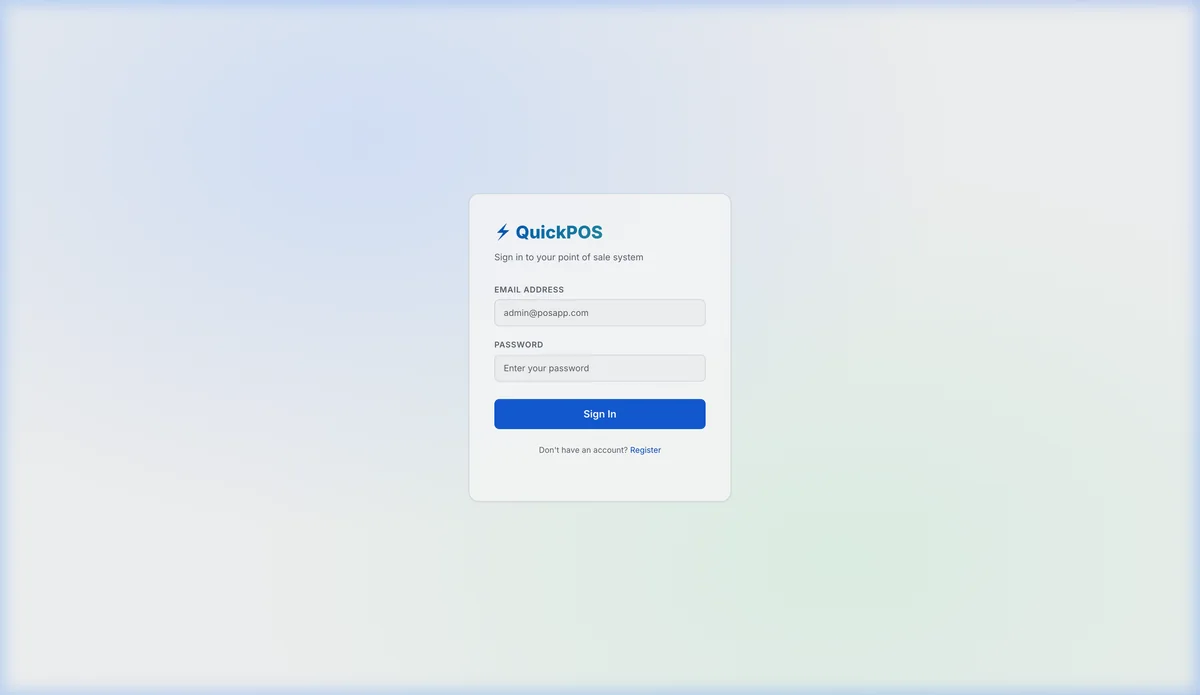 ⚡ QuickPOS
Sign in to your point of sale system
EMAIL ADDRESS
admin@posapp.com
PASSWORD
Enter your password
Sign In
Don't have an account? Register